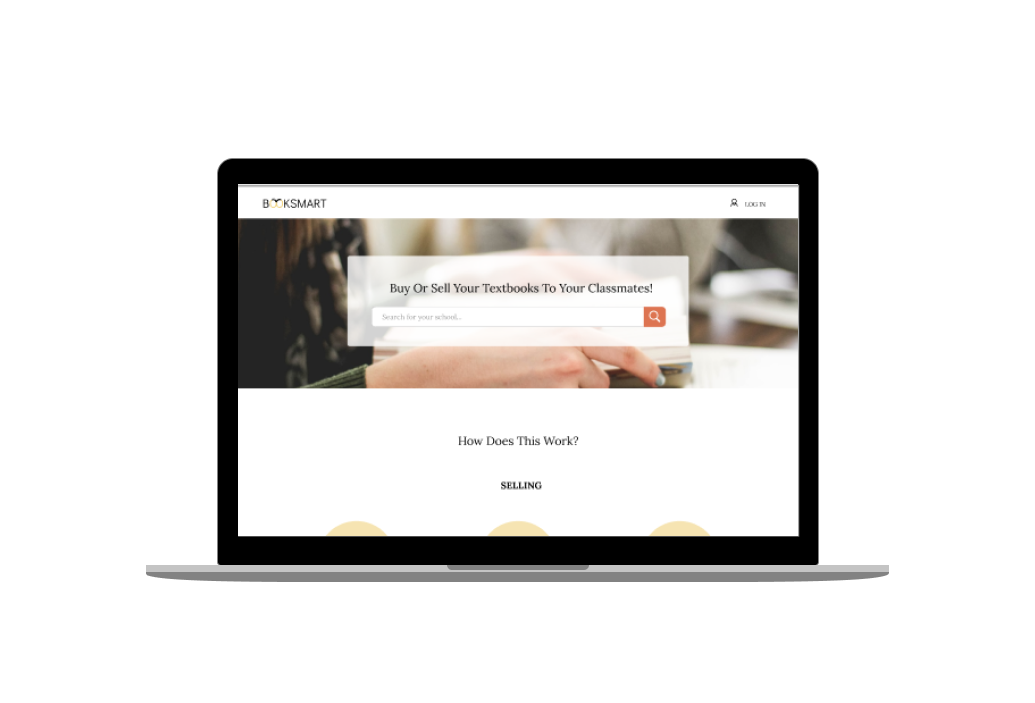 BOOKSMART
LOG IN
Buy Or Sell Your Textbooks To Your Classmates!
Search for your school...
How Does This Work?
SELLING